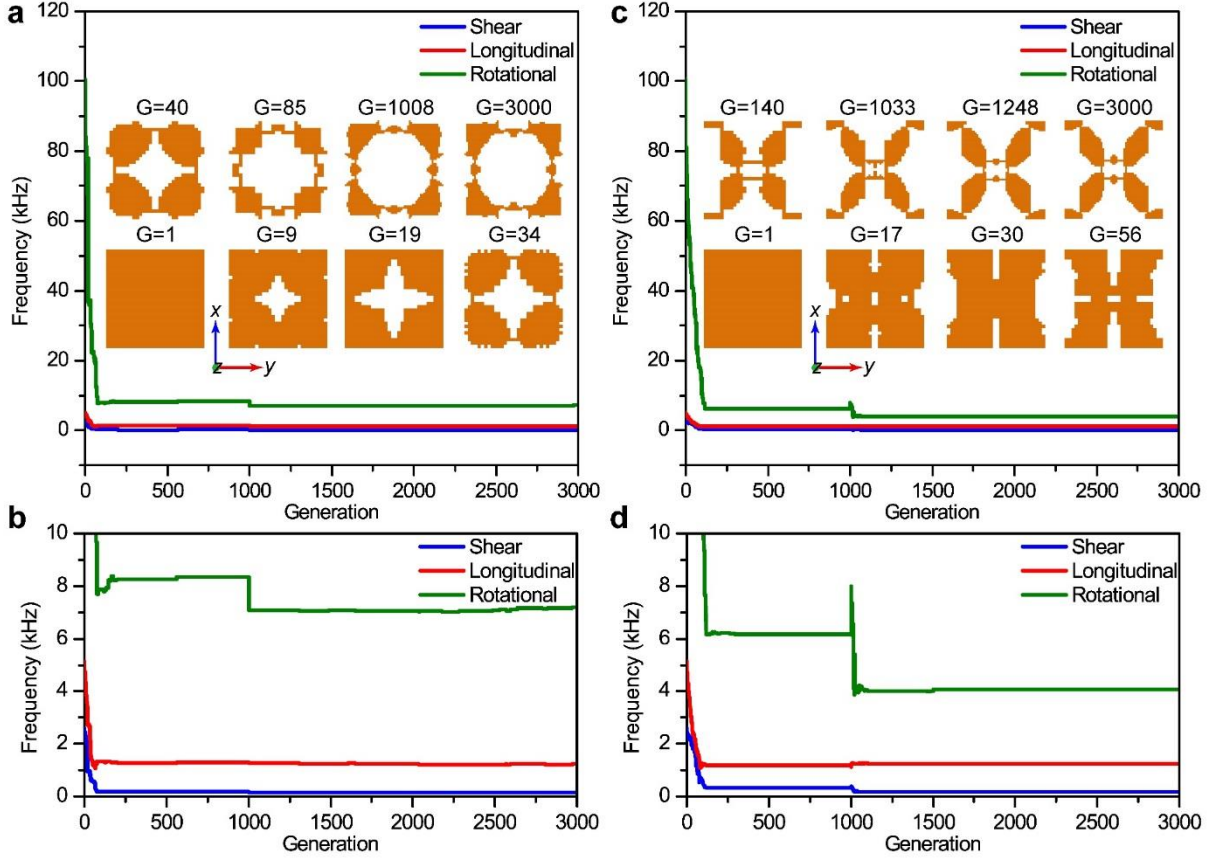 a
120
100
80
60
40
20
0
Frequency (kHz)
Shear
Longitudinal
Rotational
G=40 G=85 G=1008 G=3000
G=1 G=9 G=19 G=34
x
z y
0 500 1000 1500 2000 2500 3000
Generation
c
120
100
80
60
40
20
0
Frequency (kHz)
Shear
Longitudinal
Rotational
G=140 G=1033 G=1248 G=3000
G=1 G=17 G=30 G=56
x
z y
0 500 1000 1500 2000 2500 3000
Generation
b
10
8
6
4
2
0
Frequency (kHz)
Shear
Longitudinal
Rotational
0 500 1000 1500 2000 2500 3000
Generation
d
10
8
6
4
2
0
Frequency (kHz)
Shear
Longitudinal
Rotational
0 500 1000 1500 2000 2500 3000
Generation